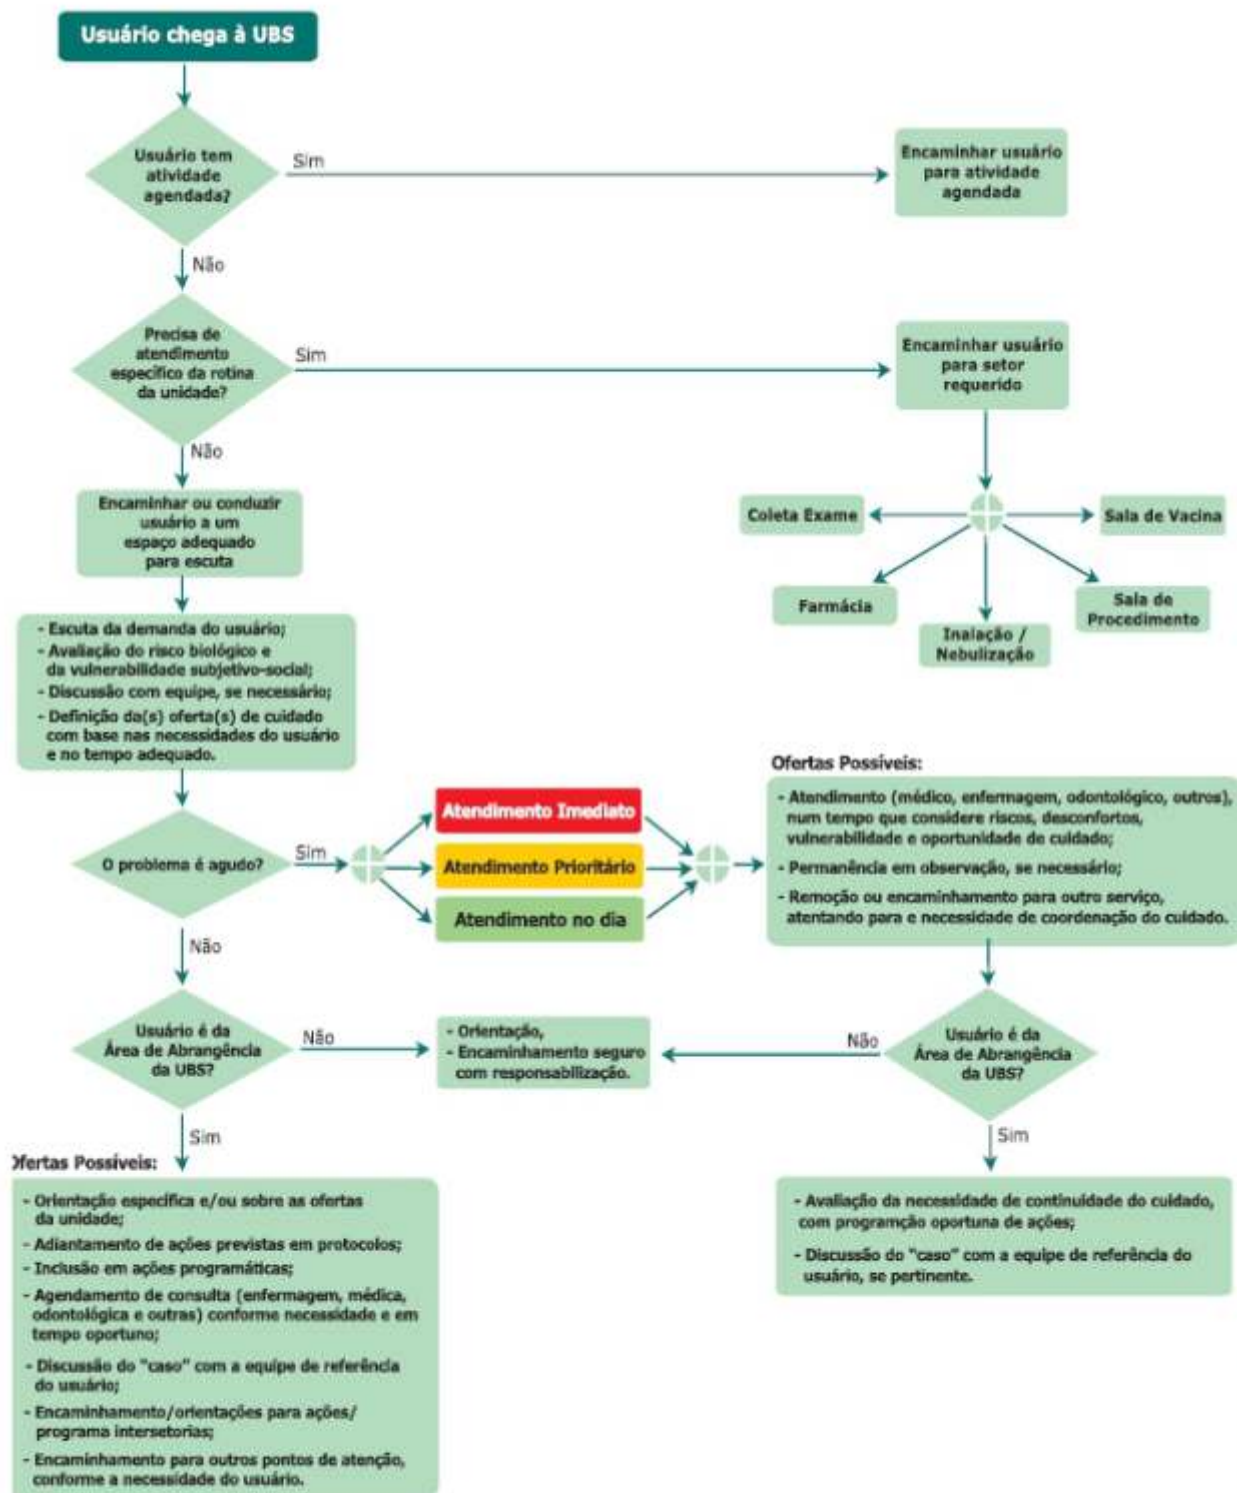 Usuário chega à UBS
Usuário tem
atividade
agendada?
Sim
Encaminhar usuário
para atividade
agendada
Não
Precisa de
atendimento
específico da rotina
da unidade?
Sim
Encaminhar usuário
para setor
requerido
Não
Encaminhar ou conduzir
usuário a um
espaço adequado
para escuta
Coleta Exame
Sala de Vacina
Farmácia
Inalação /
Nebulização
Sala de
Procedimento
- Escuta da demanda do usuário;
- Avaliação do risco biológico e
da vulnerabilidade subjetivo-social;
- Discussão com equipe, se necessário;
- Definição da(s) oferta(s) de cuidado
com base nas necessidades do usuário
e no tempo adequado.
O problema é agudo?
Sim
Atendimento Imediato
Atendimento Prioritário
Atendimento no dia
Ofertas Possíveis:
- Atendimento (médico, enfermagem, odontológico, outros),
num tempo que considere riscos, desconfortos,
vulnerabilidade e oportunidade de cuidado;
- Permanência em observação, se necessário;
- Remoção ou encaminhamento para outro serviço,
atentando para e necessidade de coordenação do cuidado.
Não
Usuário é da
Área de Abrangência
da UBS?
Não
- Orientação,
- Encaminhamento seguro
com responsabilização.
Não
Usuário é da
Área de Abrangência
da UBS?
Sim
Sim
Ofertas Possíveis:
- Orientação específica e/ou sobre as ofertas
da unidade;
- Adiantamento de ações previstas em protocolos;
- Inclusão em ações programáticas;
- Agendamento de consulta (enfermagem, médica,
odontológica e outras) conforme necessidade e em
tempo oportuno;
- Discussão do "caso" com a equipe de referência
do usuário;
- Encaminhamento/orientações para ações/
programa intersetorias;
- Encaminhamento para outros pontos de atenção,
conforme a necessidade do usuário.
- Avaliação da necessidade de continuidade do cuidado,
com programção oportuna de ações;
- Discussão do "caso" com a equipe de referência do
usuário, se pertinente.